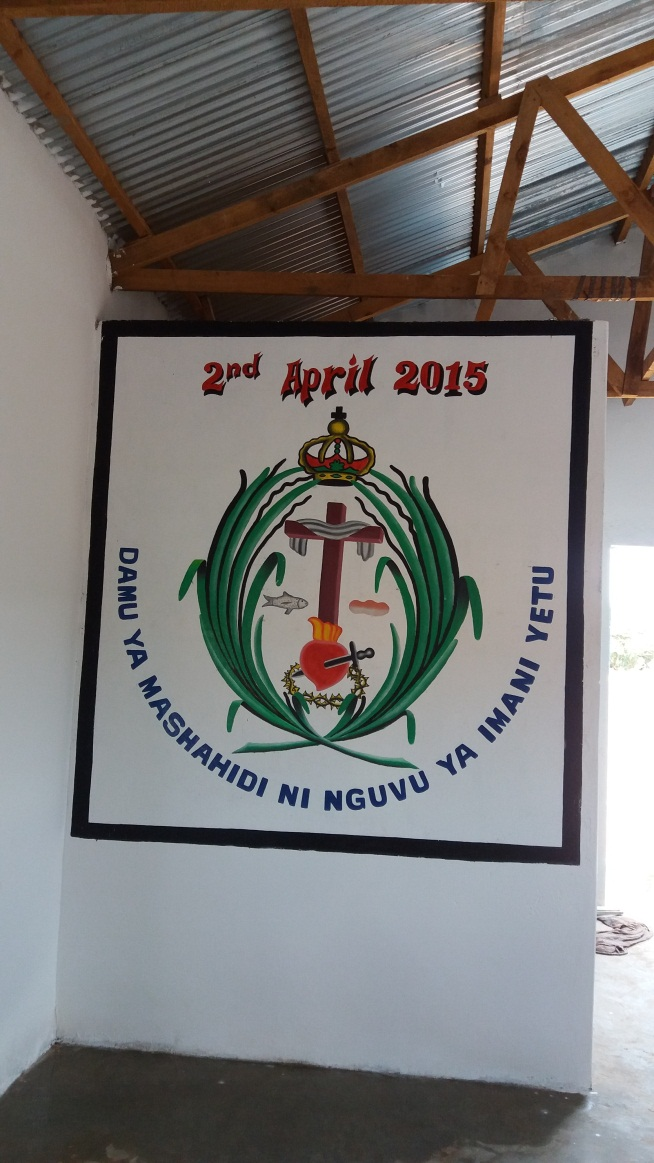 2nd April 2015
DAMU YA MASHAHIDI NI NGUVU YA IMANI YETU